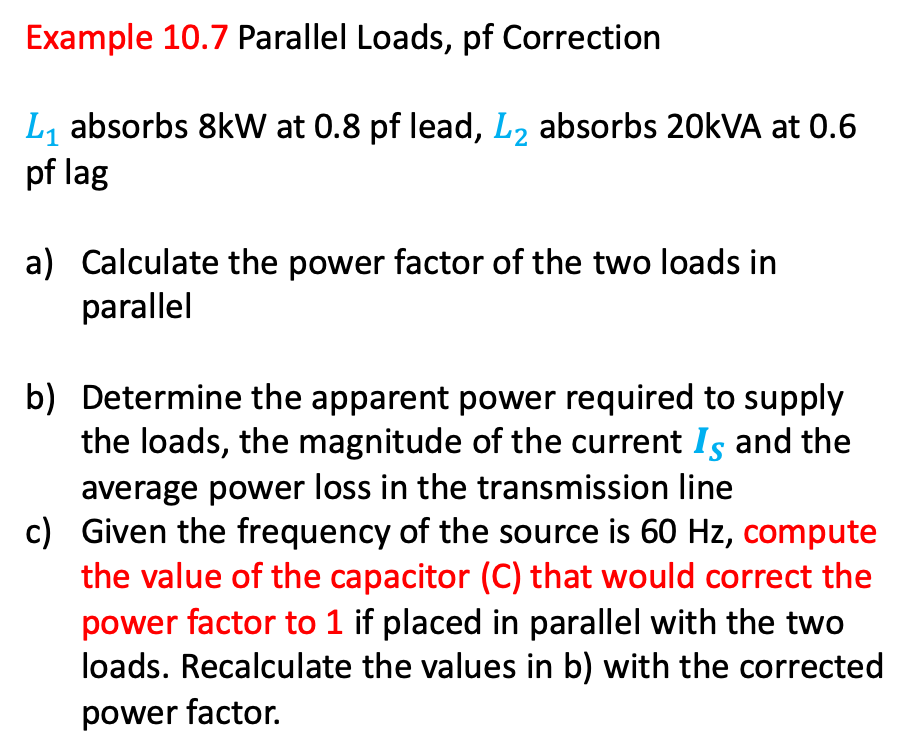 Example 10.7 Parallel Loads, pf Correction
L₁ absorbs 8kW at 0.8 pf lead, L₂ absorbs 20kVA at 0.6
pf lag
a) Calculate the power factor of the two loads in
parallel
b) Determine the apparent power required to supply
the loads, the magnitude of the current I_S and the
average power loss in the transmission line
c) Given the frequency of the source is 60 Hz, compute
the value of the capacitor (C) that would correct the
power factor to 1 if placed in parallel with the two
loads. Recalculate the values in b) with the corrected
power factor.